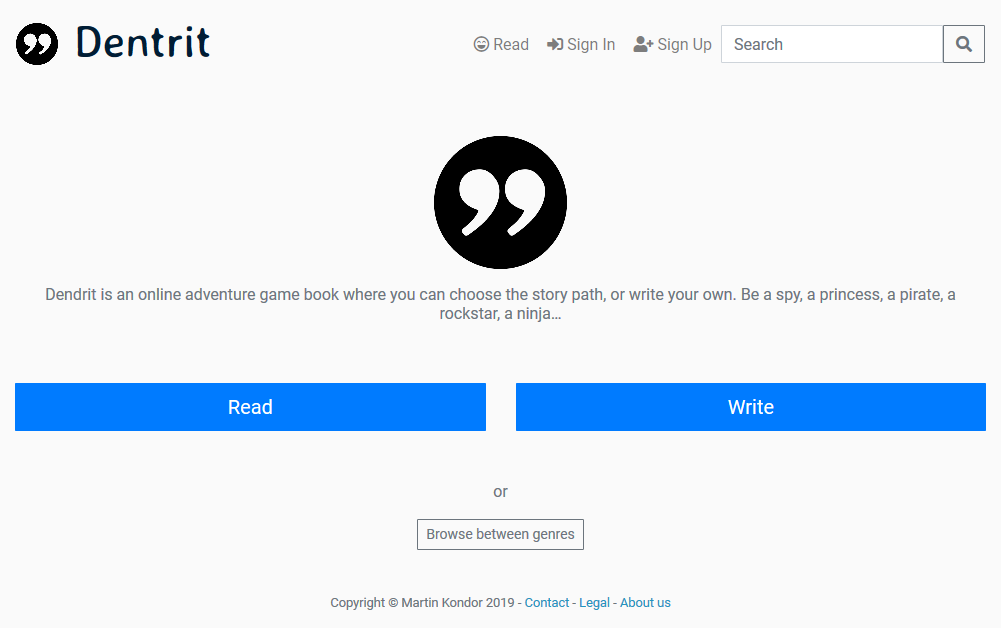 Dentrit
Read Sign In Sign Up Search
Dendrit is an online adventure game book where you can choose the story path, or write your own. Be a spy, a princess, a pirate, a
rockstar, a ninja…
Read Write
or
Browse between genres
Copyright © Martin Kondor 2019 - Contact - Legal - About us